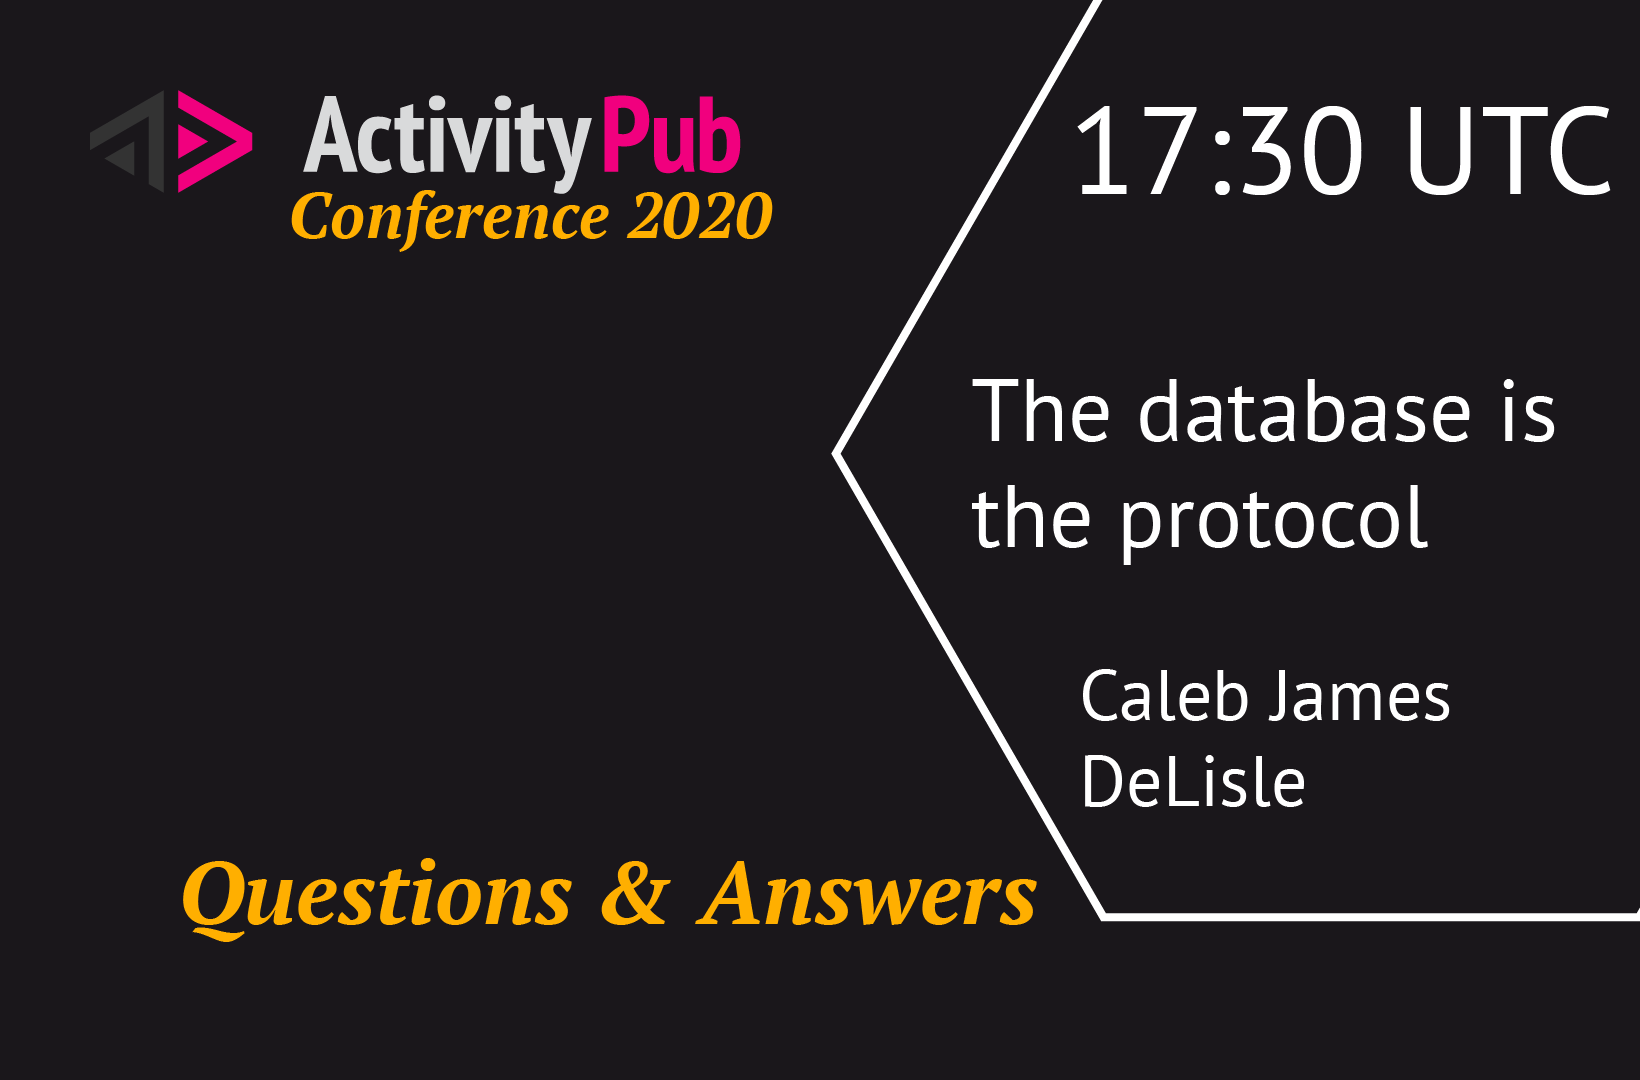 ActivityPub
Conference 2020
17:30 UTC
The database is
the protocol
Caleb James
DeLisle
Questions & Answers